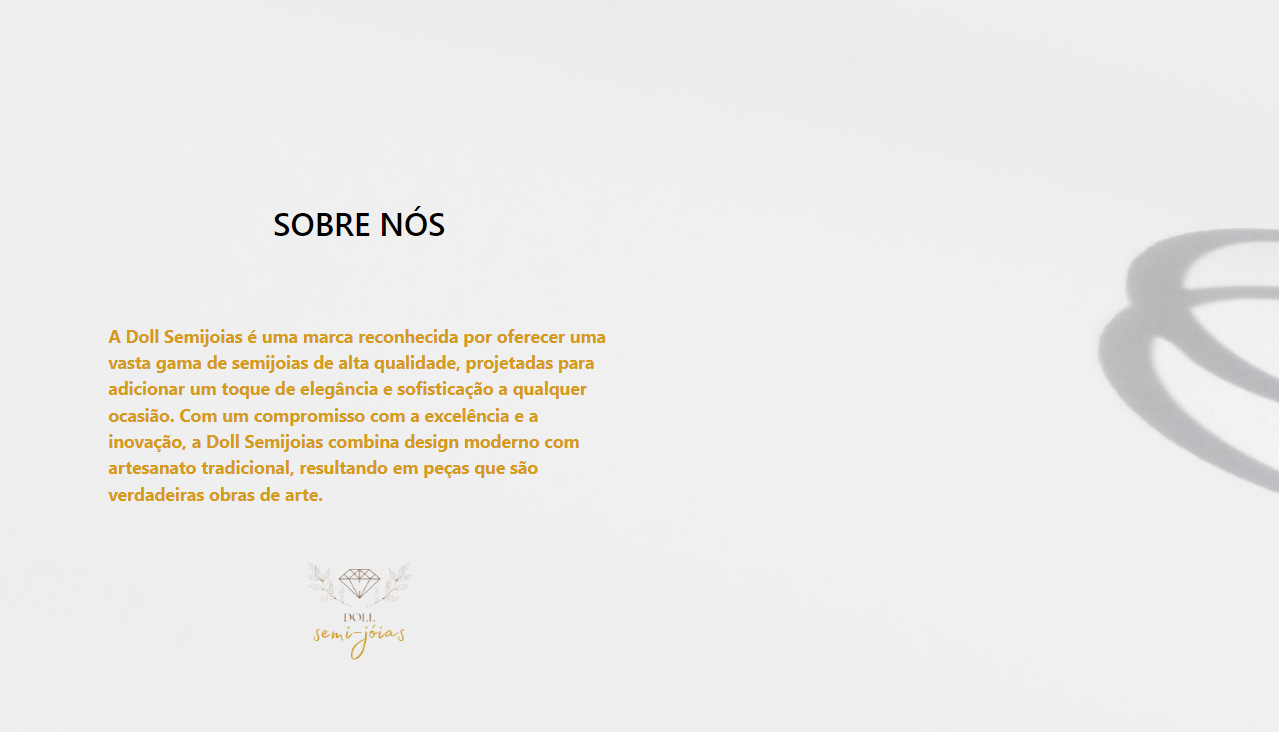 SOBRE NÓS
A Doll Semijoias é uma marca reconhecida por oferecer uma
vasta gama de semijoias de alta qualidade, projetadas para
adicionar um toque de elegância e sofisticação a qualquer
ocasião. Com um compromisso com a excelência e a
inovação, a Doll Semijoias combina design moderno com
artesanato tradicional, resultando em peças que são
verdadeiras obras de arte.
DOLL
semi-jóias